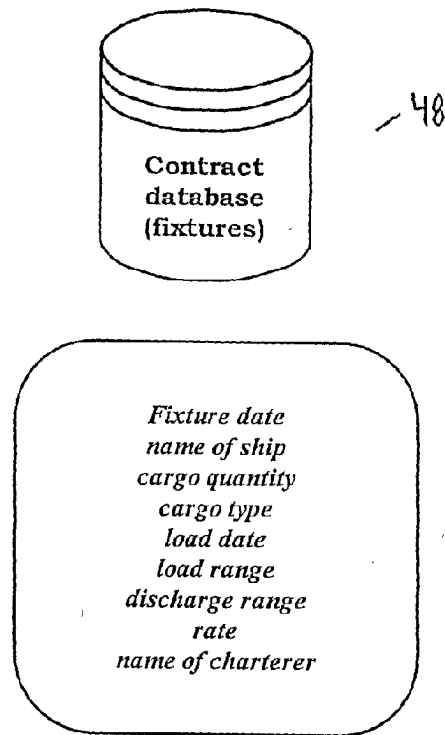 48
Contract
database
(fixtures)
Fixture date
name of ship
cargo quantity
cargo type
load date
load range
discharge range
rate
name of charterer